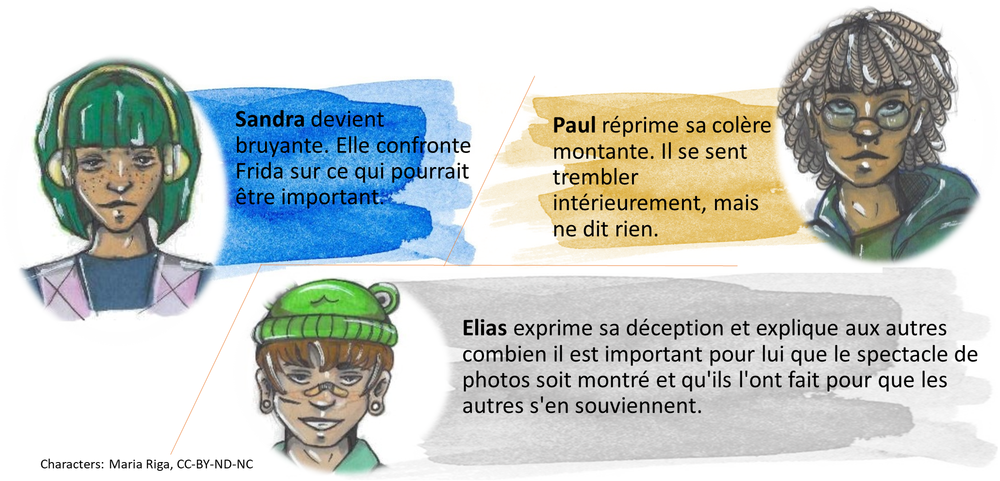 Sandra devient
bruyante. Elle confronte
Frida sur ce qui pourrait
être important.
Paul réprime sa colère
montante. Il se sent
trembler
intérieurement, mais
ne dit rien.
Elias exprime sa déception et explique aux autres
combien il est important pour lui que le spectacle de
photos soit montré et qu'ils l'ont fait pour que les
autres s'en souviennent.
Characters: Maria Riga, CC-BY-ND-NC